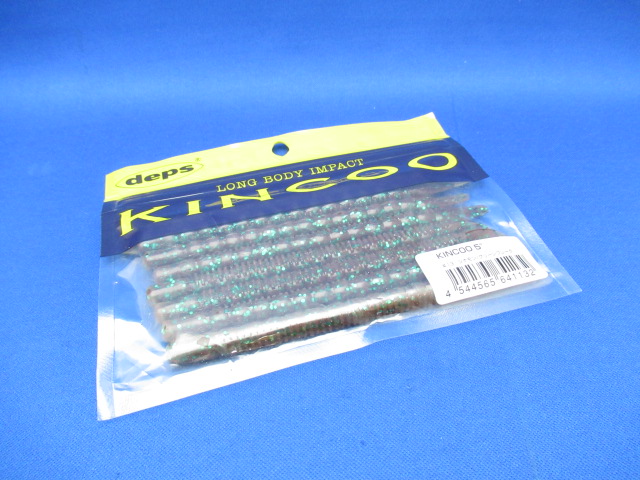 deps
LONG BODY IMPACT
KINCOO
KINCOO 5"
4 544565 641132